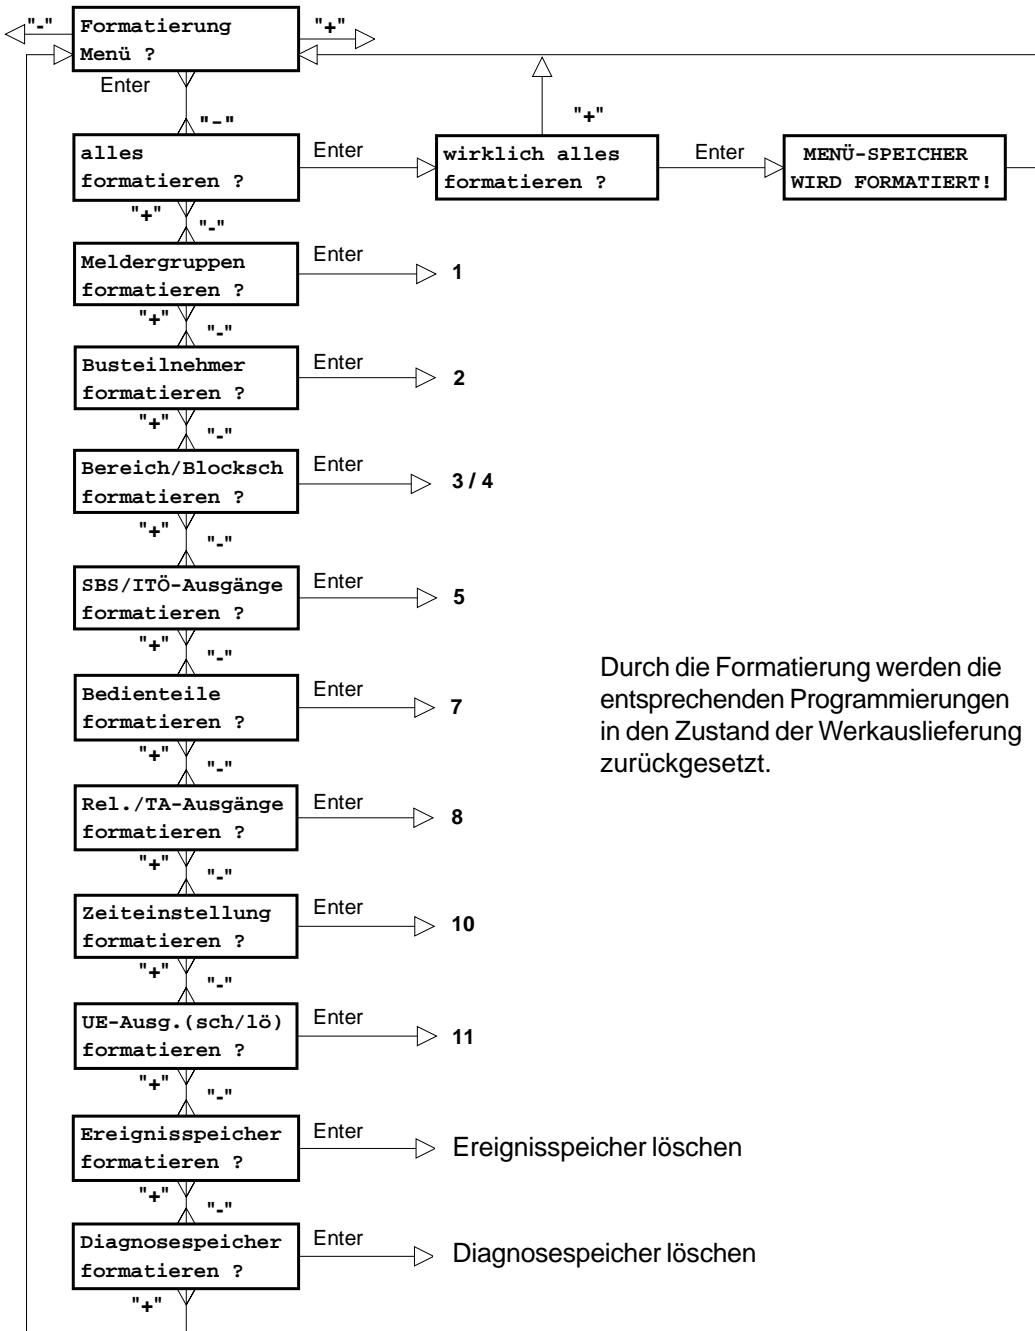 "-"
Formatierung
Menü ?
"+"
Enter
"-"
"+"
alles
formatieren ?
Enter
wirklich alles
formatieren ?
Enter
MENÜ-SPEICHER
WIRD FORMATIERT!
"+"
"-"
Meldergruppen
formatieren ?
Enter
1
"+"
"-"
Busteilnehmer
formatieren ?
Enter
2
"+"
"-"
Bereich/Blocksch
formatieren ?
Enter
3 / 4
"+"
"-"
SBS/ITÖ-Ausgänge
formatieren ?
Enter
5
"+"
"-"
Durch die Formatierung werden die
entsprechenden Programmierungen
in den Zustand der Werkauslieferung
zurückgesetzt.
Bedienteile
formatieren ?
Enter
7
"+"
"-"
Rel./TA-Ausgänge
formatieren ?
Enter
8
"+"
"-"
Zeiteinstellung
formatieren ?
Enter
10
"+"
"-"
UE-Ausg.(sch/lö)
formatieren ?
Enter
11
"+"
"-"
Ereignisspeicher
formatieren ?
Enter
Ereignisspeicher löschen
"+"
"-"
Diagnosespeicher
formatieren ?
Enter
Diagnosespeicher löschen
"+"